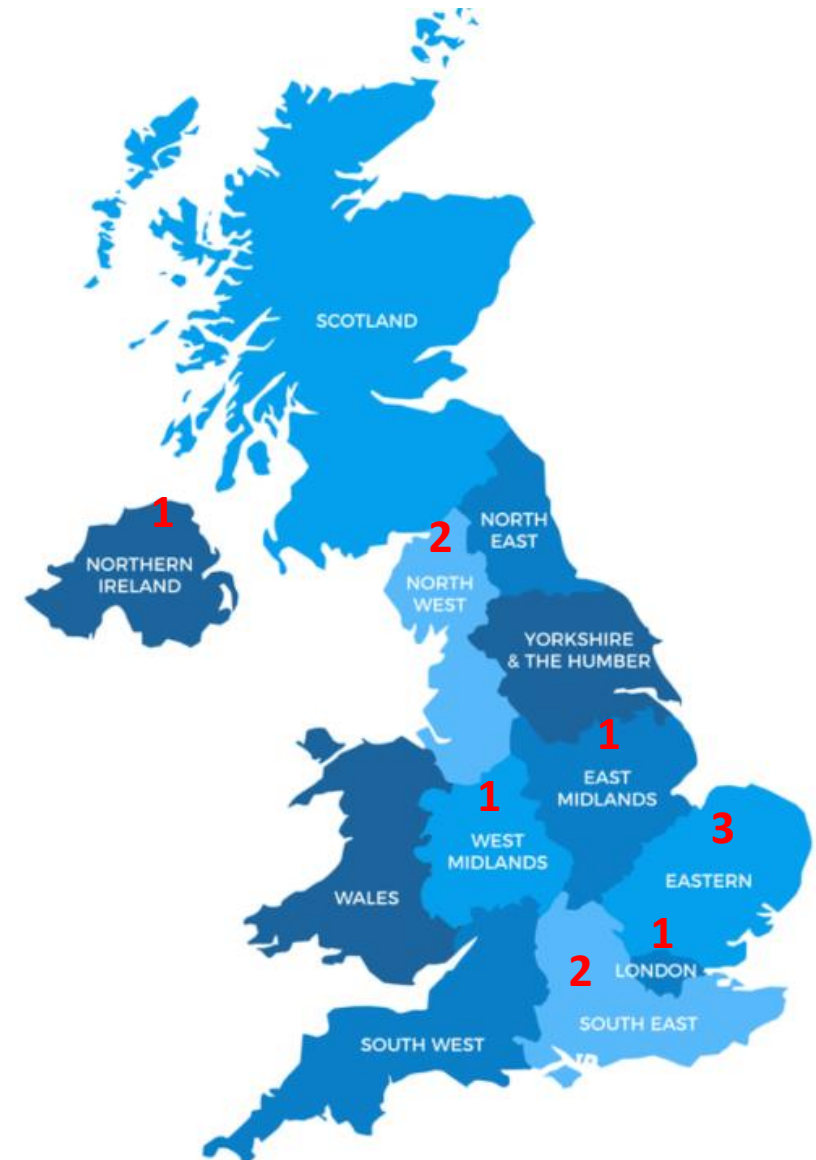 SCOTLAND
1
NORTHERN
IRELAND
2
NORTH
WEST
NORTH
EAST
YORKSHIRE
& THE HUMBER
1
EAST
MIDLANDS
1
WEST
MIDLANDS
3
EASTERN
WALES
1
LONDON
2
SOUTH EAST
SOUTH WEST